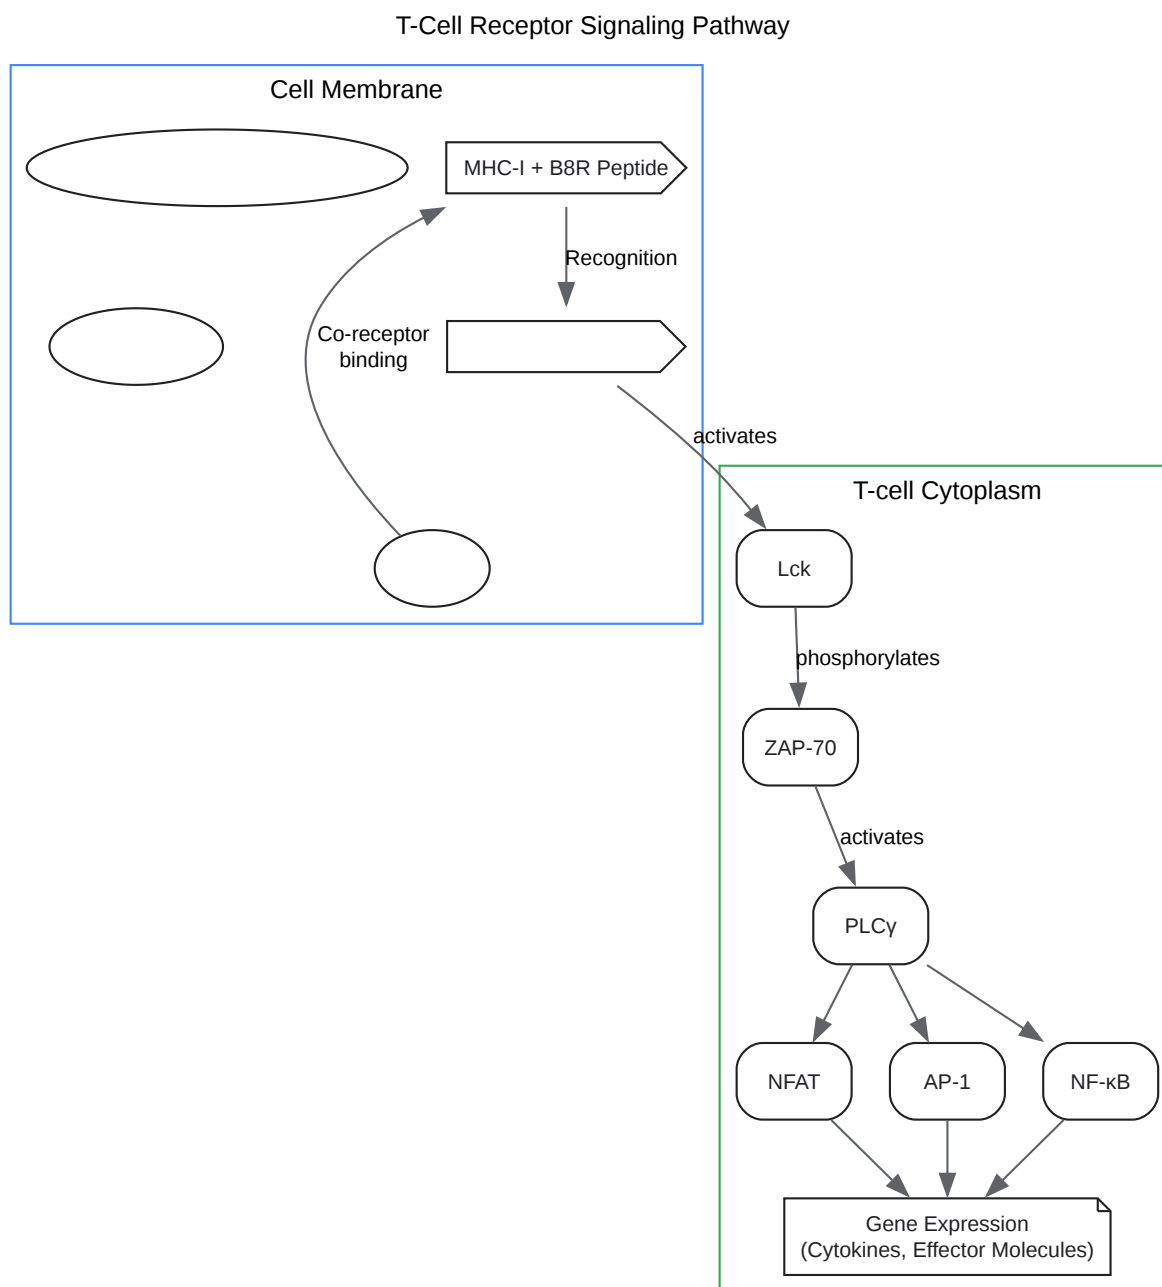 T-Cell Receptor Signaling Pathway
Cell Membrane
MHC-I + B8R Peptide
Recognition
Co-receptor
binding
activates
T-cell Cytoplasm
Lck
phosphorylates
ZAP-70
activates
PLCγ
NFAT
AP-1
NF-κB
Gene Expression
(Cytokines, Effector Molecules)